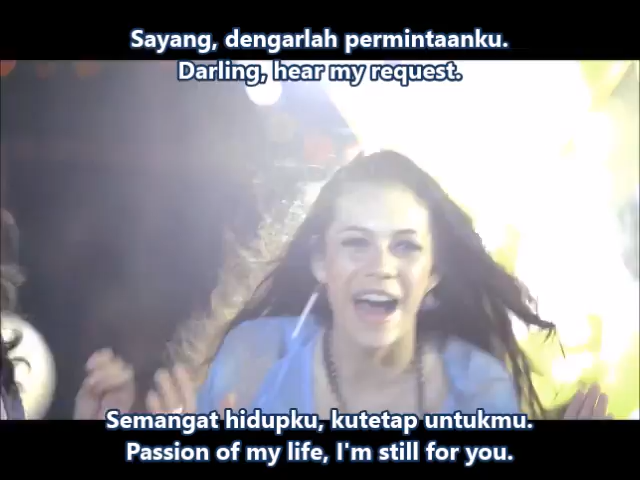 Sayang, dengarlah permintaanku.
Darling, hear my request.
Semangat hidupku, kutetap untukmu.
Passion of my life, I'm still for you.